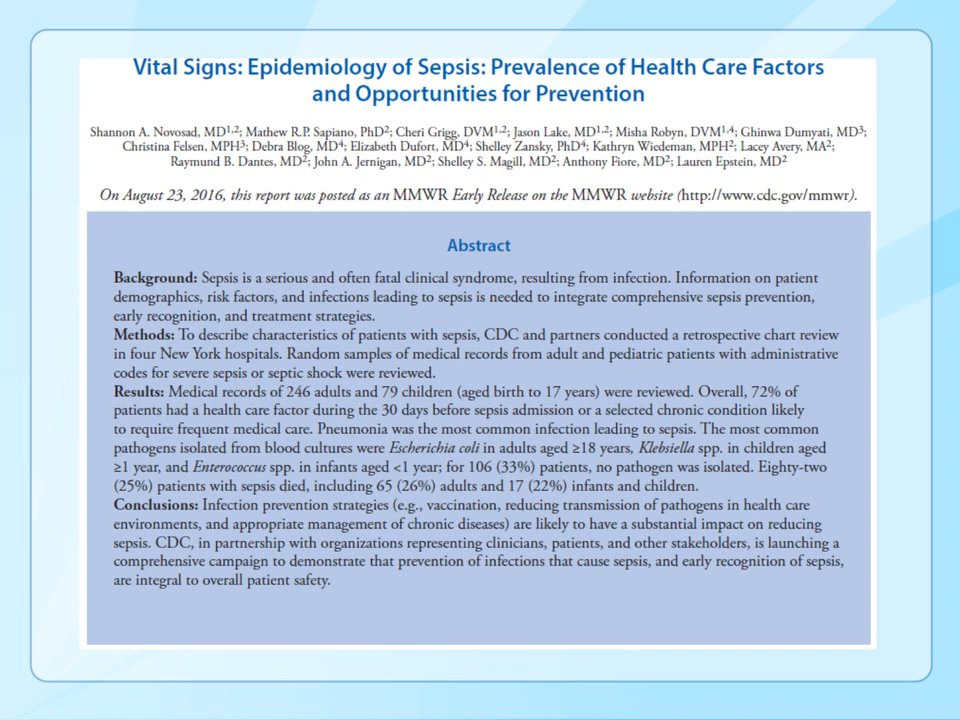 Vital Signs: Epidemiology of Sepsis: Prevalence of Health Care Factors
and Opportunities for Prevention
Shannon A. Novosad, MD1,2; Mathew R.P. Sapiano, PhD2; Cheri Grigg, DVM1,2; Jason Lake, MD1,2; Misha Robyn, DVM1,4; Ghinwa Dumyati, MD3;
Christina Felsen, MPH3; Debra Blog, MD4; Elizabeth Dufort, MD4; Shelley Zansky, PhD4; Kathryn Wiedeman, MPH2; Lacey Avery, MA2;
Raymund B. Dantes, MD2; John A. Jernigan, MD2; Shelley S. Magill, MD2; Anthony Fiore, MD2; Lauren Epstein, MD2
On August 23, 2016, this report was posted as an MMWR Early Release on the MMWR website (http://www.cdc.gov/mmwr).
Abstract
Background: Sepsis is a serious and often fatal clinical syndrome, resulting from infection. Information on patient
demographics, risk factors, and infections leading to sepsis is needed to integrate comprehensive sepsis prevention,
early recognition, and treatment strategies.
Methods: To describe characteristics of patients with sepsis, CDC and partners conducted a retrospective chart review
in four New York hospitals. Random samples of medical records from adult and pediatric patients with administrative
codes for severe sepsis or septic shock were reviewed.
Results: Medical records of 246 adults and 79 children (aged birth to 17 years) were reviewed. Overall, 72% of
patients had a health care factor during the 30 days before sepsis admission or a selected chronic condition likely
to require frequent medical care. Pneumonia was the most common infection leading to sepsis. The most common
pathogens isolated from blood cultures were Escherichia coli in adults aged ≥18 years, Klebsiella spp. in children aged
≥1 year, and Enterococcus spp. in infants aged <1 year; for 106 (33%) patients, no pathogen was isolated. Eighty-two
(25%) patients with sepsis died, including 65 (26%) adults and 17 (22%) infants and children.
Conclusions: Infection prevention strategies (e.g., vaccination, reducing transmission of pathogens in health care
environments, and appropriate management of chronic diseases) are likely to have a substantial impact on reducing
sepsis. CDC, in partnership with organizations representing clinicians, patients, and other stakeholders, is launching a
comprehensive campaign to demonstrate that prevention of infections that cause sepsis, and early recognition of sepsis,
are integral to overall patient safety.